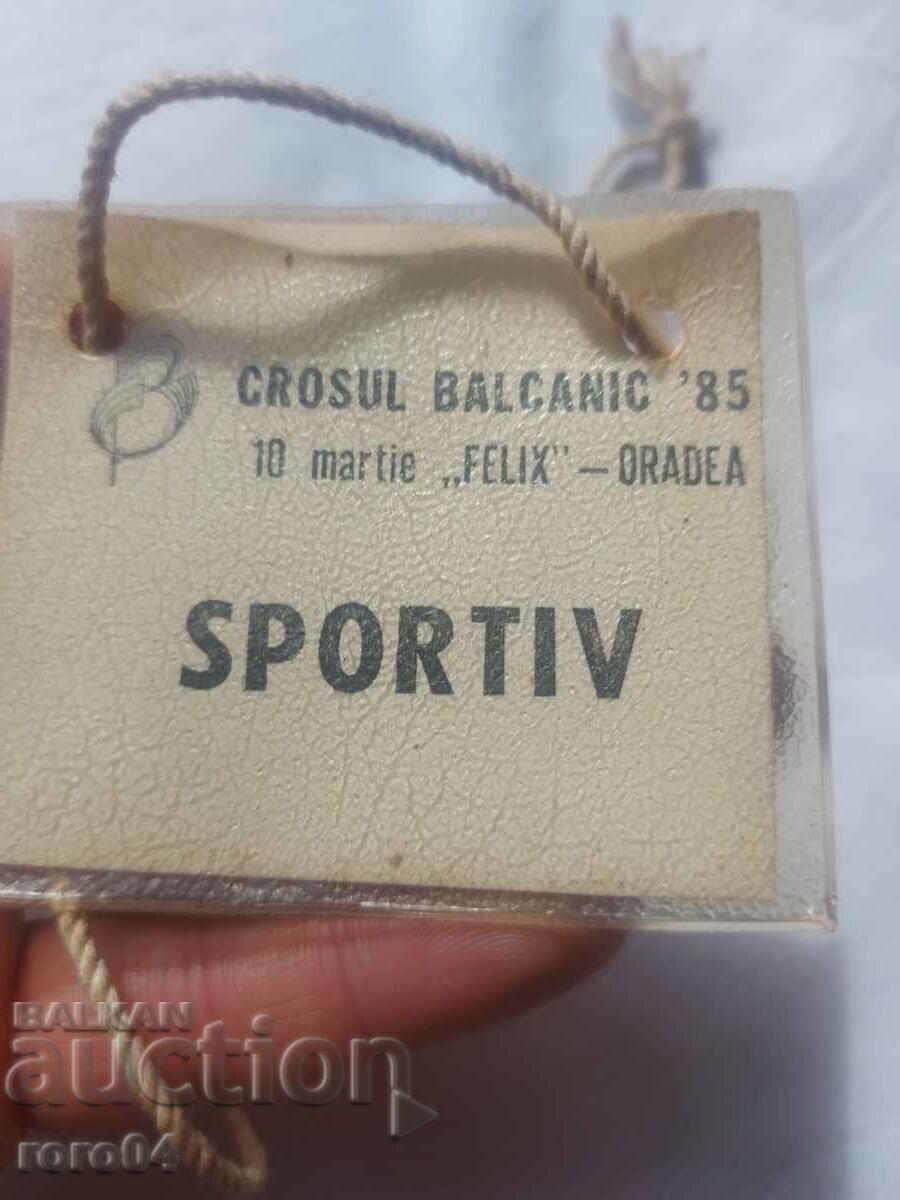 CROSUL BALCANIC '85
10 martie „FELIX” – ORADEA
SPORTIV
BALKAN
auction
roro04